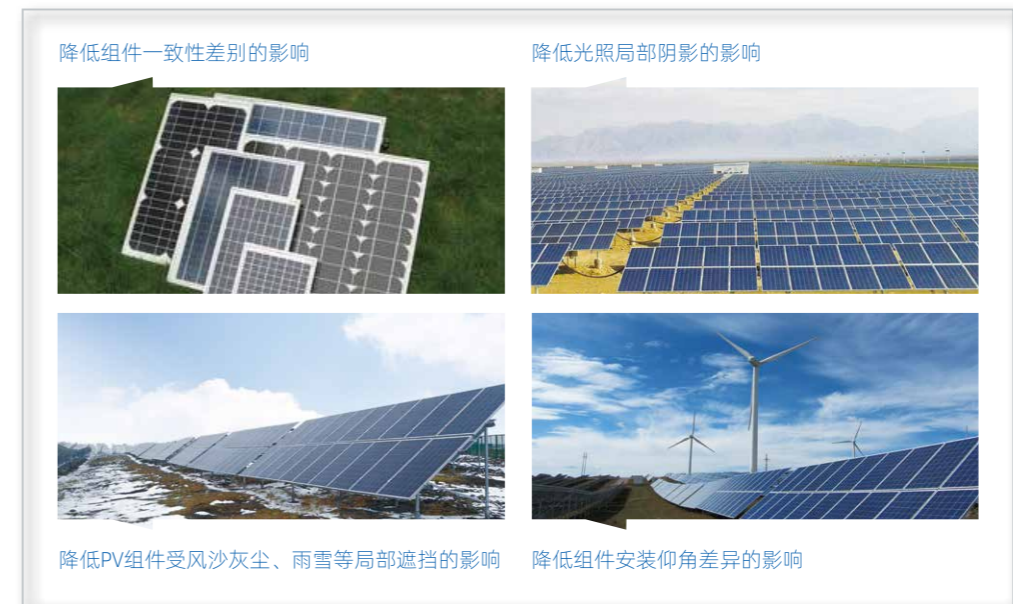 降低组件一致性差别的影响
降低光照局部阴影的影响
降低PV组件受风沙灰尘、雨雪等局部遮挡的影响
降低组件安装仰角差异的影响